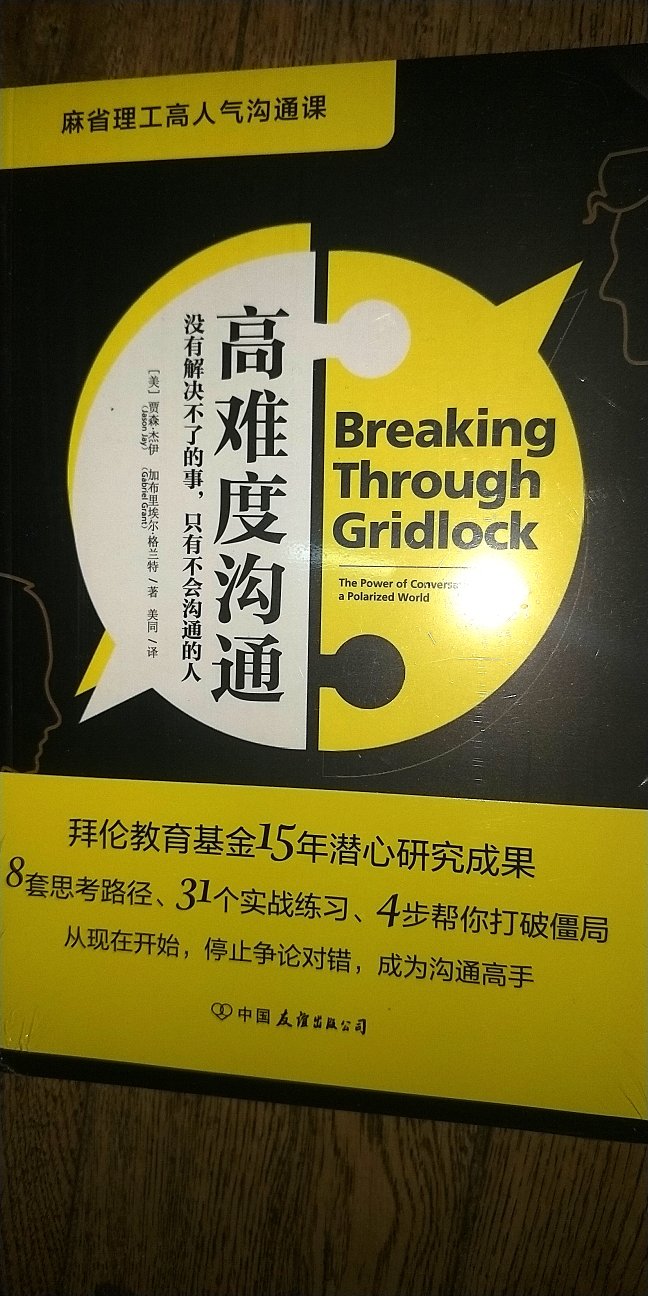 麻省理工高人气沟通课
高难度沟通
没有解决不了的事，只有不会沟通的人
［美］贾森·杰伊 加布里埃尔·格兰特／著 美同／译
(Jason Jay) (Gabriel Grant)
Breaking
Through
Gridlock
The Power of
a Polarized World
拜伦教育基金15年潜心研究成果
8套思考路径、31个实战练习、4步帮你打破僵局
从现在开始，停止争论对错，成为沟通高手
中国友谊出版公司